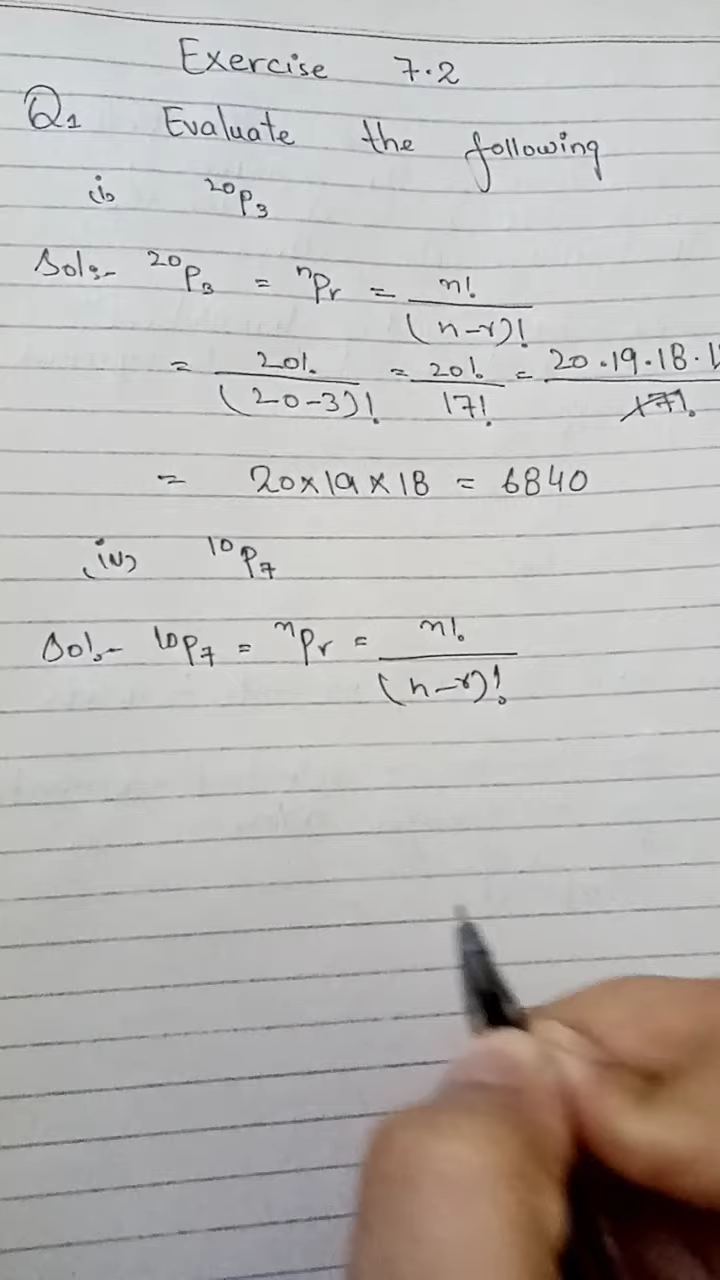 Exercise 7.2
Q1 Evaluate the following
(i) ²⁰P₃
Sol:- ²⁰P₃ = ⁿPr = n! / (n-r)!
= 20! / (20-3)! = 20! / 17! = 20.19.18. / 17!
= 20×19×18 = 6840
(iv) ¹⁰P₇
Sol:- ¹⁰P₇ = ⁿPr = n! / (n-r)!